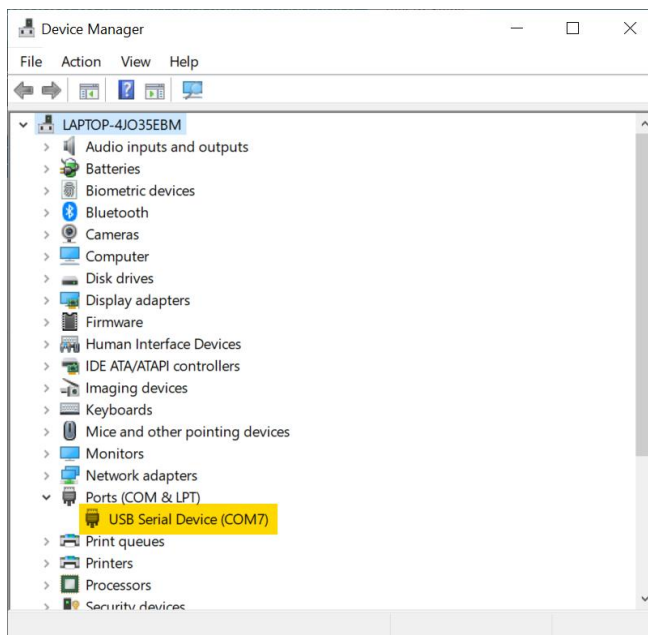 Device Manager
File Action View Help
LAPTOP-4JO35EBM
Audio inputs and outputs
Batteries
Biometric devices
Bluetooth
Cameras
Computer
Disk drives
Display adapters
Firmware
Human Interface Devices
IDE ATA/ATAPI controllers
Imaging devices
Keyboards
Mice and other pointing devices
Monitors
Network adapters
Ports (COM & LPT)
USB Serial Device (COM7)
Print queues
Printers
Processors
Security devices